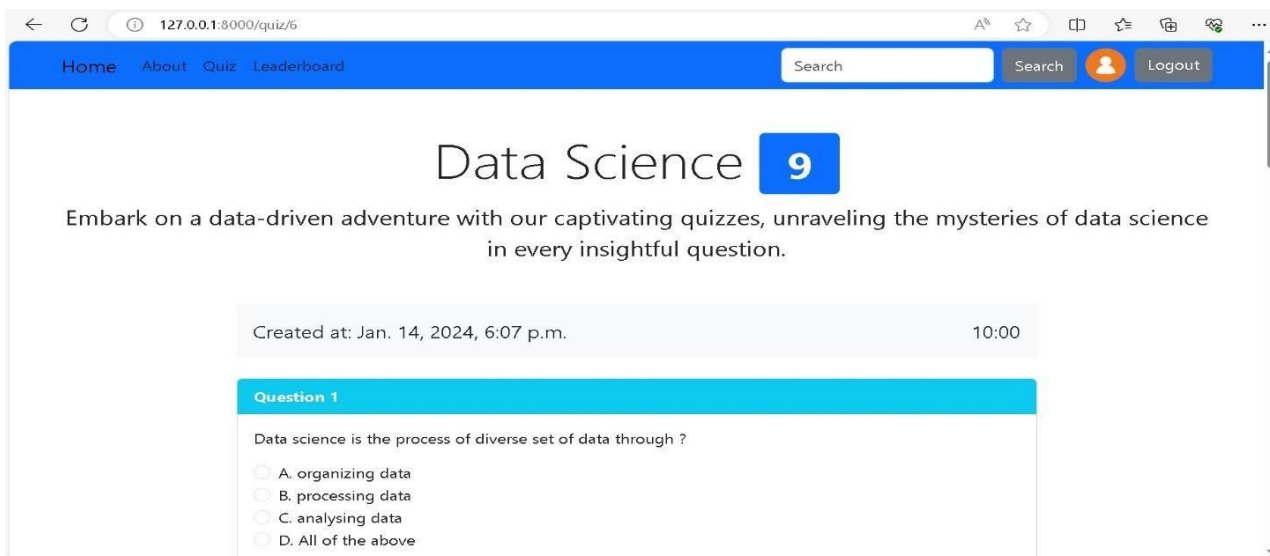 127.0.0.1:8000/quiz/6
Home About Quiz Leaderboard Search Search Logout
Data Science 9
Embark on a data-driven adventure with our captivating quizzes, unraveling the mysteries of data science
in every insightful question.
Created at: Jan. 14, 2024, 6:07 p.m. 10:00
Question 1
Data science is the process of diverse set of data through ?
A. organizing data
B. processing data
C. analysing data
D. All of the above